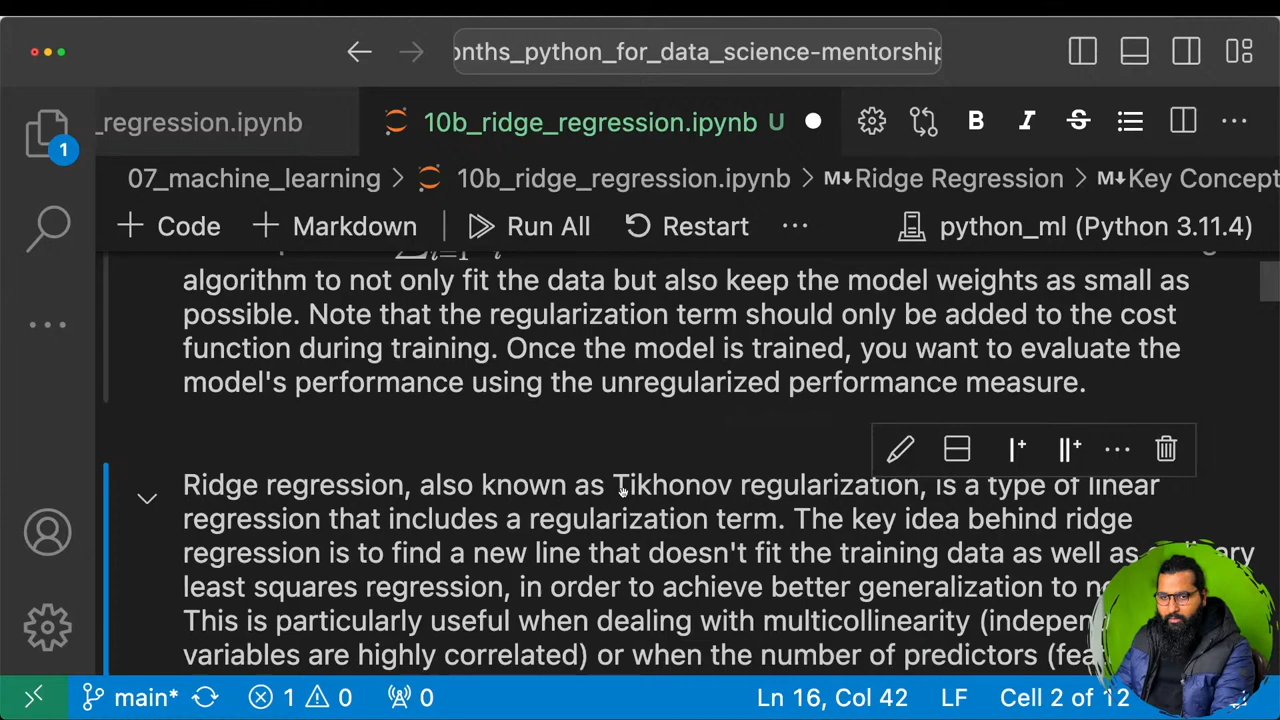 onths_python_for_data_science-mentorship
_regression.ipynb
10b_ridge_regression.ipynb U
07_machine_learning > 10b_ridge_regression.ipynb > M↓Ridge Regression > M↓Key Concept
+ Code + Markdown Run All Restart ... python_ml (Python 3.11.4)
algorithm to not only fit the data but also keep the model weights as small as
possible. Note that the regularization term should only be added to the cost
function during training. Once the model is trained, you want to evaluate the
model's performance using the unregularized performance measure.
Ridge regression, also known as Tikhonov regularization, is a type of linear
regression that includes a regularization term. The key idea behind ridge
regression is to find a new line that doesn't fit the training data as well as
least squares regression, in order to achieve better generalization to
This is particularly useful when dealing with multicollinearity
variables are highly correlated) or when the number of predictors
1
main* 1 0 0 Ln 16, Col 42 LF Cell 2 of 12